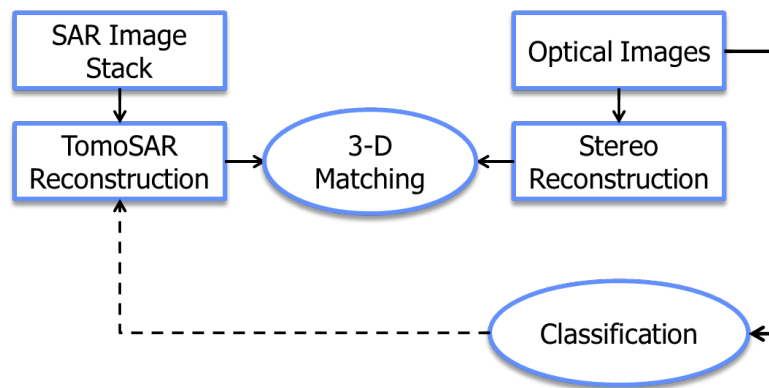 SAR Image
Stack
Optical Images
TomoSAR
Reconstruction
3-D
Matching
Stereo
Reconstruction
Classification